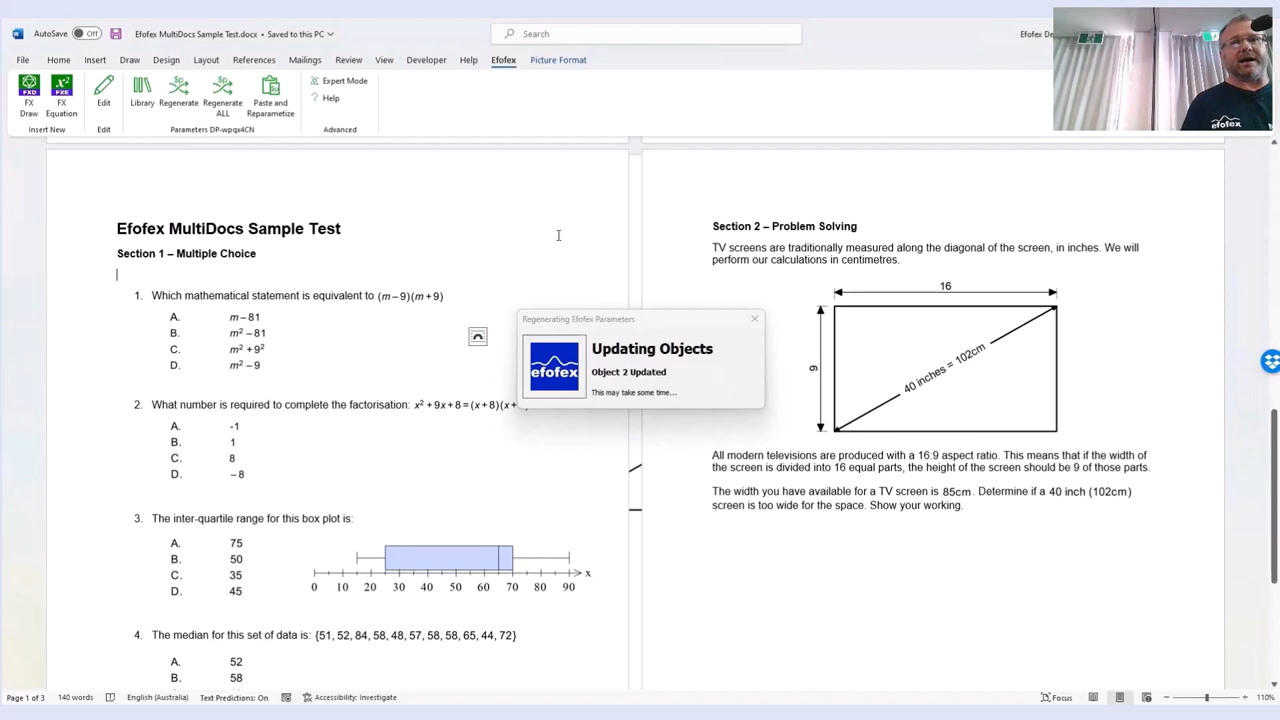 AutoSave Off Efofex MultiDocs Sample Test.docx • Saved to this PC Search Efofex De
File Home Insert Draw Design Layout References Mailings Review View Developer Help Efofex Picture Format
FXD
FX Draw
x² FXE
FX Equation
Edit
Library
Regenerate
Regenerate ALL
Paste and Reparametize
Expert Mode
Help
Insert New Edit Parameters DP-wpqx4CN Advanced
efofex
Efofex MultiDocs Sample Test
Section 1 – Multiple Choice
1. Which mathematical statement is equivalent to (m–9)(m+9)
A. m–81
B. m²–81
C. m²+9²
D. m²–9
2. What number is required to complete the factorisation: x²+9x+8=(x+8)(x+
A. -1
B. 1
C. 8
D. –8
3. The inter-quartile range for this box plot is:
A. 75
B. 50
C. 35
D. 45
0 10 20 30 40 50 60 70 80 90 x
4. The median for this set of data is: {51, 52, 84, 58, 48, 57, 58, 58, 65, 44, 72}
A. 52
B. 58
Regenerating Efofex Parameters
efofex
Updating Objects
Object 2 Updated
This may take some time...
Section 2 – Problem Solving
TV screens are traditionally measured along the diagonal of the screen, in inches. We will
perform our calculations in centimetres.
16
9
40 inches = 102cm
All modern televisions are produced with a 16:9 aspect ratio. This means that if the width of
the screen is divided into 16 equal parts, the height of the screen should be 9 of those parts.
The width you have available for a TV screen is 85cm. Determine if a 40 inch (102cm)
screen is too wide for the space. Show your working.
Page 1 of 3 140 words English (Australia) Text Predictions: On Accessibility: Investigate Focus 110%